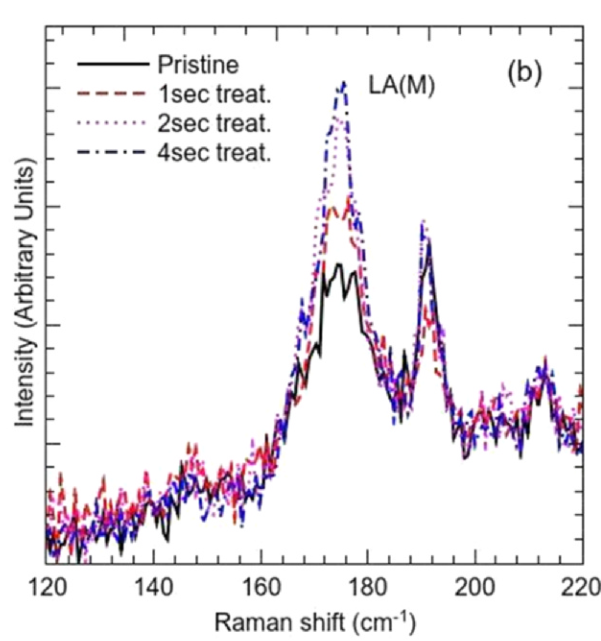 Pristine
1sec treat.
2sec treat.
4sec treat.
LA(M)
(b)
Intensity (Arbitrary Units)
120 140 160 180 200 220
Raman shift (cm⁻¹)